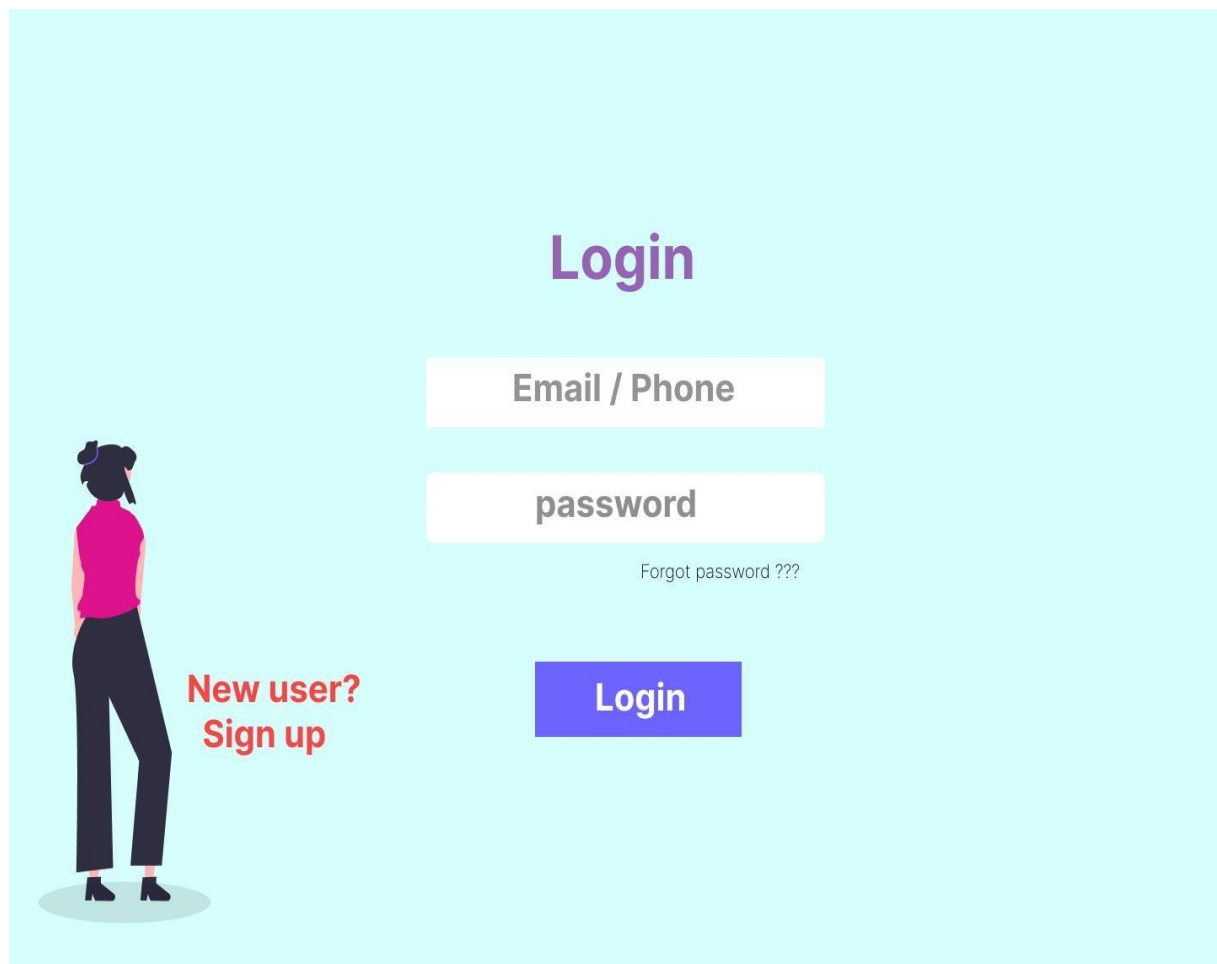 Login
Email / Phone
password
Forgot password ???
New user?
Sign up
Login